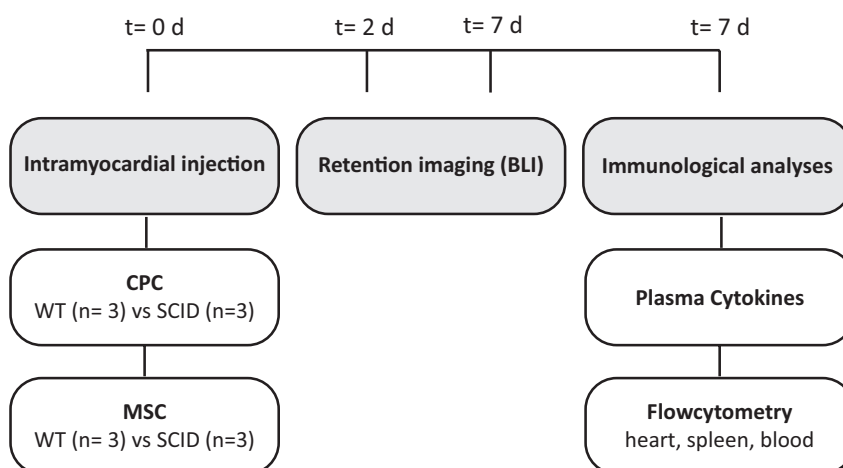 t= 0 d
t= 2 d
t= 7 d
t= 7 d
Intramyocardial injection
Retention imaging (BLI)
Immunological analyses
CPC
WT (n= 3) vs SCID (n=3)
Plasma Cytokines
MSC
WT (n= 3) vs SCID (n=3)
Flowcytometry
heart, spleen, blood